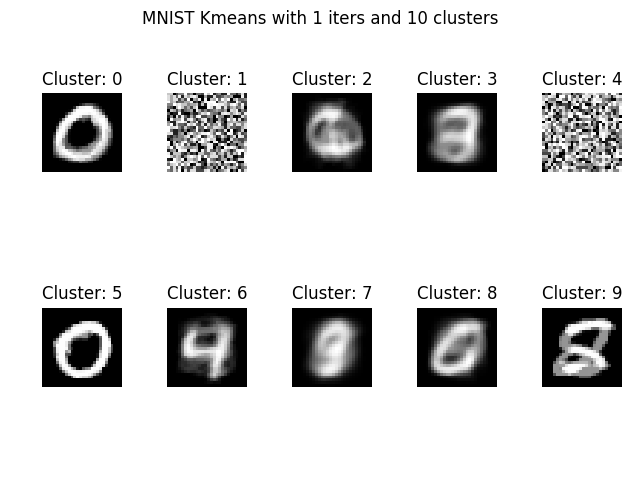 MNIST Kmeans with 1 iters and 10 clusters
Cluster: 0 Cluster: 1 Cluster: 2 Cluster: 3 Cluster: 4
Cluster: 5 Cluster: 6 Cluster: 7 Cluster: 8 Cluster: 9